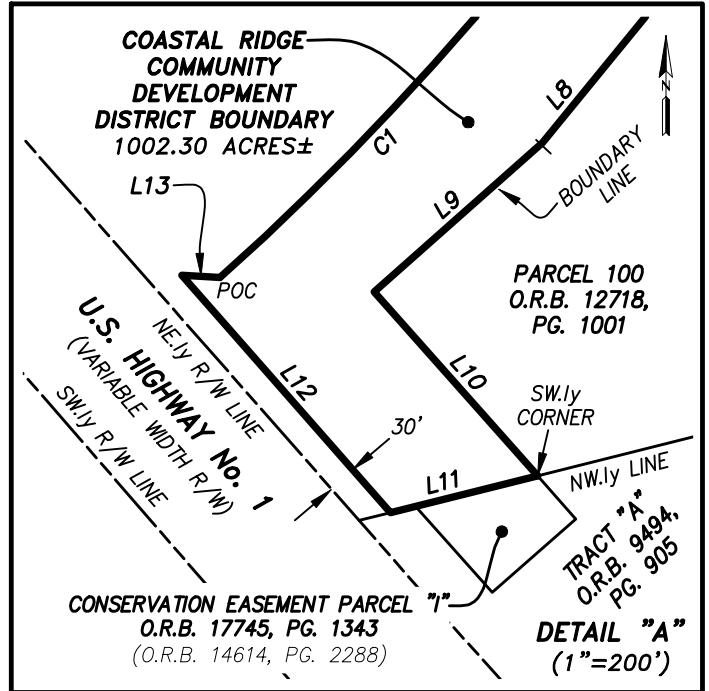 COASTAL RIDGE
COMMUNITY
DEVELOPMENT
DISTRICT BOUNDARY
1002.30 ACRES±
C1
L8
N
L13
L9
BOUNDARY
LINE
POC
PARCEL 100
O.R.B. 12718,
PG. 1001
U.S. HIGHWAY No. 1
(VARIABLE WIDTH R/W)
NE.ly R/W LINE
SW.ly R/W LINE
L12
L10
30'
SW.ly
CORNER
L11
NW.ly LINE
TRACT "A"
O.R.B. 9494,
PG. 905
CONSERVATION EASEMENT PARCEL "I"
O.R.B. 17745, PG. 1343
(O.R.B. 14614, PG. 2288)
DETAIL "A"
(1"=200')